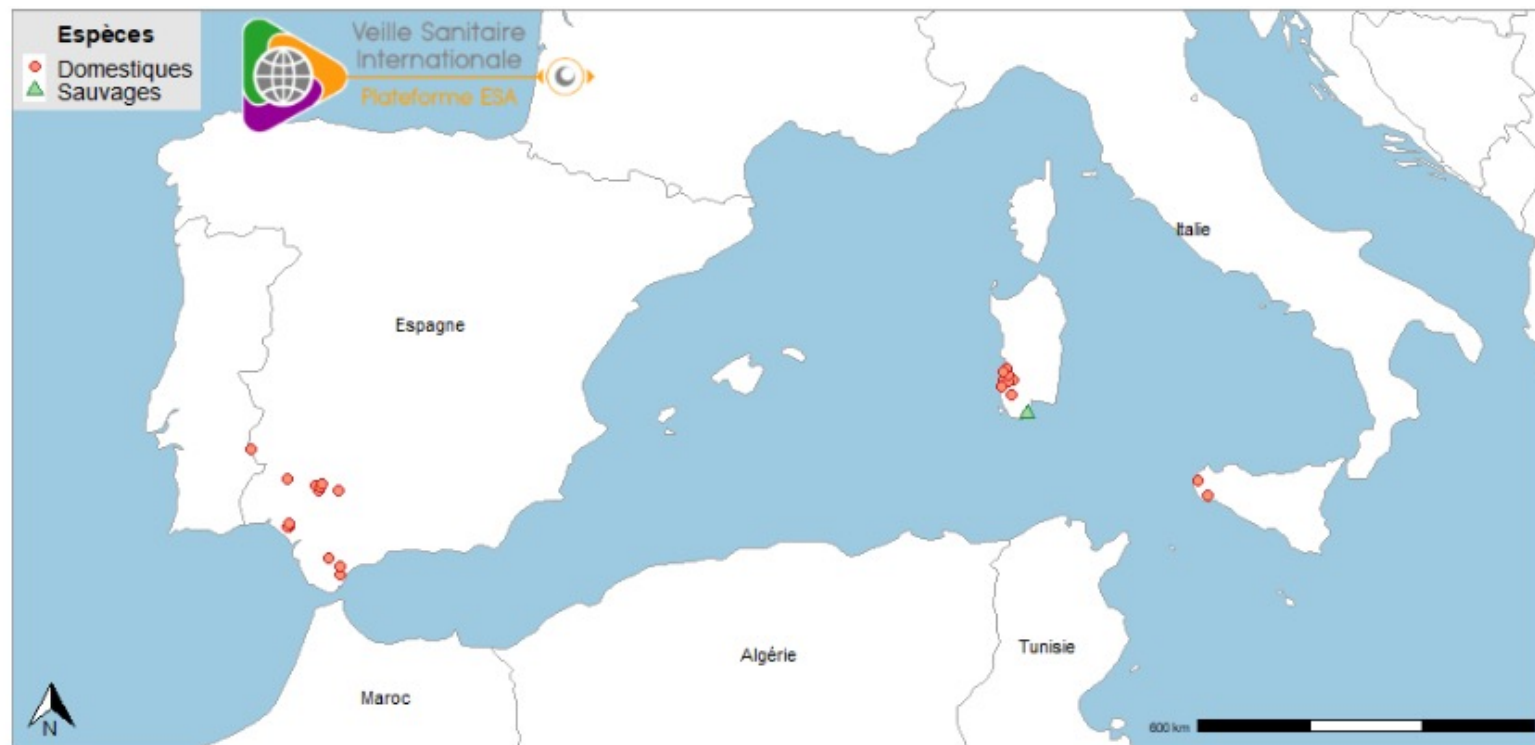 Espèces
Domestiques
Sauvages
Veille Sanitaire
Internationale
Plateforme ESA
Italie
Espagne
Algérie
Tunisie
Maroc
N
600 km